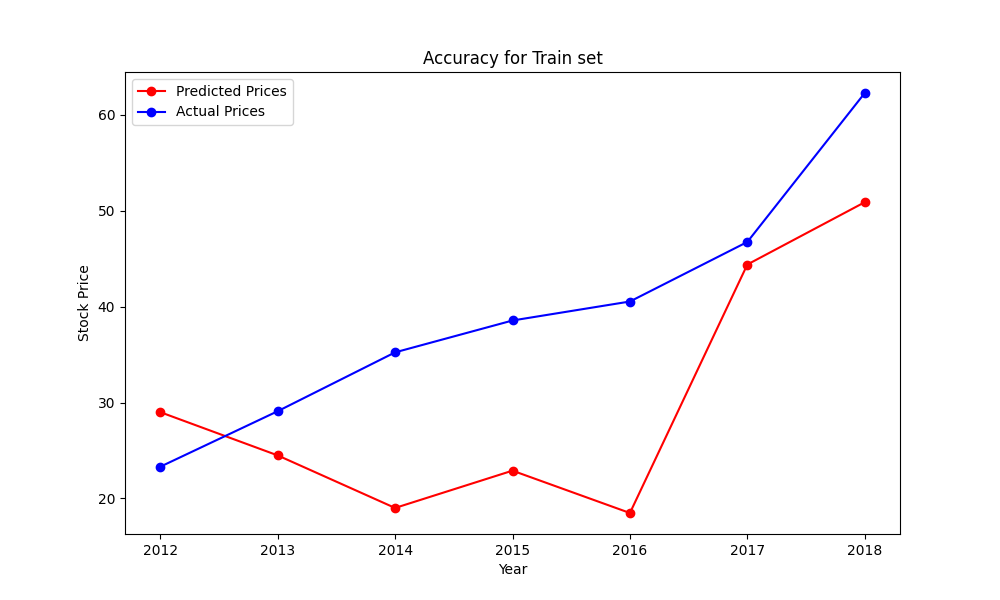 Accuracy for Train set
Predicted Prices
Actual Prices
60
50
40
30
20
Stock Price
2012 2013 2014 2015 2016 2017 2018
Year